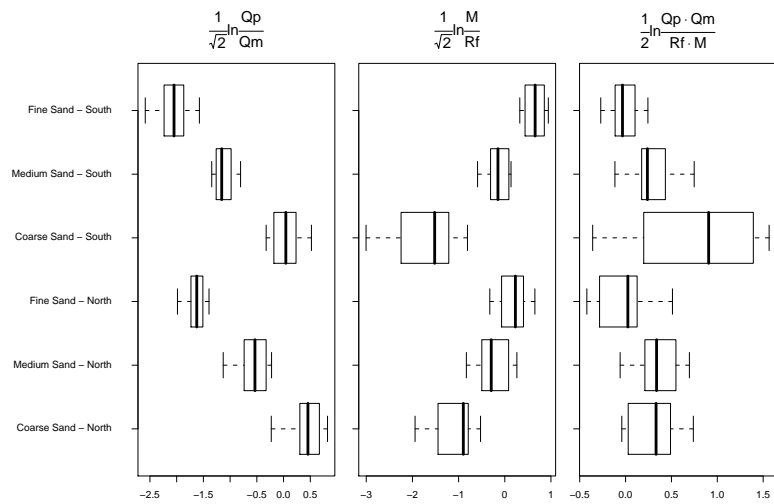 1/√2 ln Qp/Qm
1/√2 ln M/Rf
1/2 ln Qp · Qm/Rf · M
Fine Sand − South
Medium Sand − South
Coarse Sand − South
Fine Sand − North
Medium Sand − North
Coarse Sand − North
−2.5 −1.5 −0.5 0.0 0.5
−3 −2 −1 0 1
−0.5 0.0 0.5 1.0 1.5